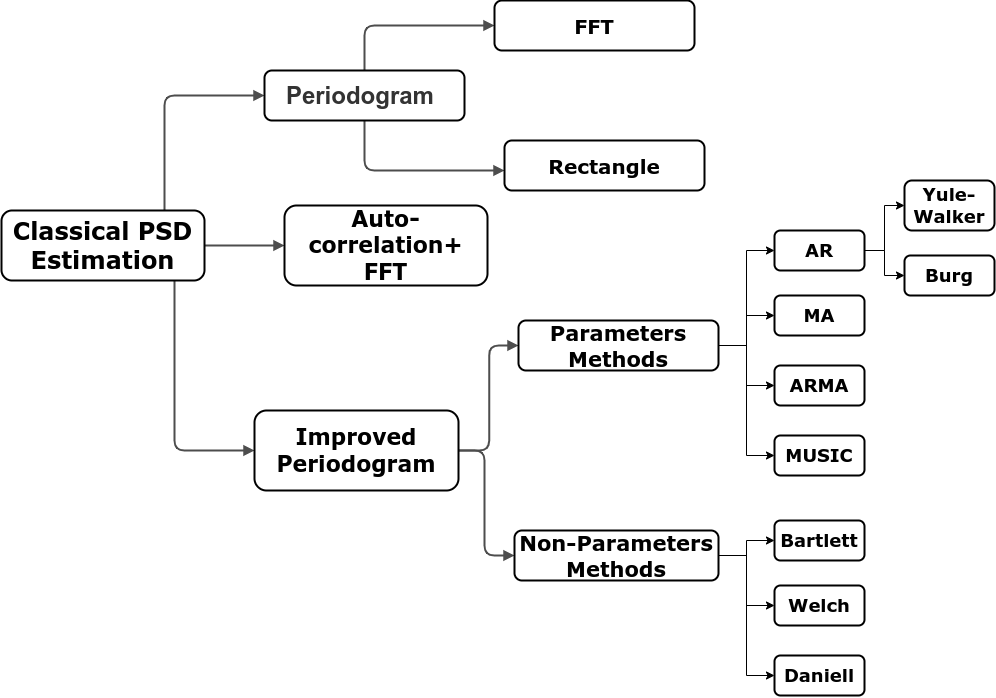 FFT
Periodogram
Rectangle
Classical PSD
Estimation
Auto-
correlation+
FFT
Improved
Periodogram
Parameters
Methods
AR
Yule-
Walker
Burg
MA
ARMA
MUSIC
Non-Parameters
Methods
Bartlett
Welch
Daniell